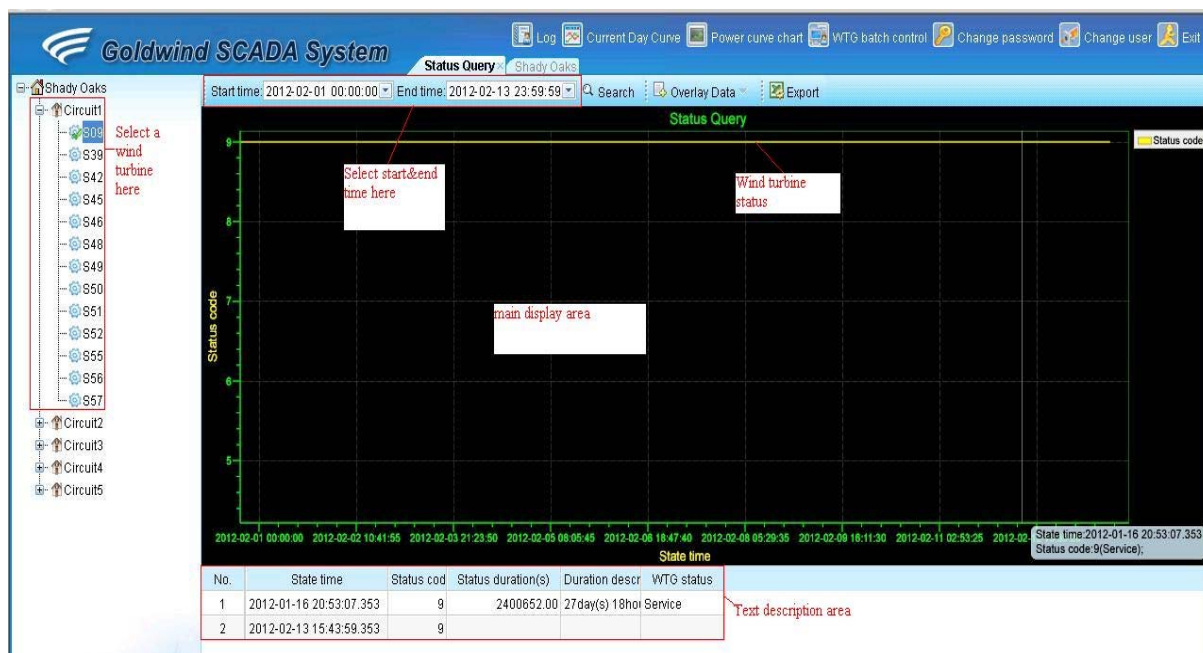 Goldwind SCADA System
Log Current Day Curve Power curve chart WTG batch control Change password Change user Exit
Status Query Shady Oaks
Start time: 2012-02-01 00:00:00 End time: 2012-02-13 23:59:59 Search Overlay Data Export
Shady Oaks
Circuit1
S09
S39
S42
S45
S46
S48
S49
S50
S51
S52
S55
S56
S57
Circuit2
Circuit3
Circuit4
Circuit5
Select a
wind
turbine
here
Status Query
Status code
Select start&end
time here
Wind turbine
status
main display area
Status code
9
8
7
6
5
2012-02-01 00:00:00 2012-02-02 10:41:55 2012-02-03 21:23:50 2012-02-05 08:05:45 2012-02-06 18:47:40 2012-02-08 05:29:35 2012-02-09 16:11:30 2012-02-11 02:53:25 2012-02-
State time
State time:2012-01-16 20:53:07.353
Status code:9(Service);
No. State time Status cod Status duration(s) Duration descr WTG status
1 2012-01-16 20:53:07.353 9 2400652.00 27day(s) 18hou Service
2 2012-02-13 15:43:59.353 9
Text description area